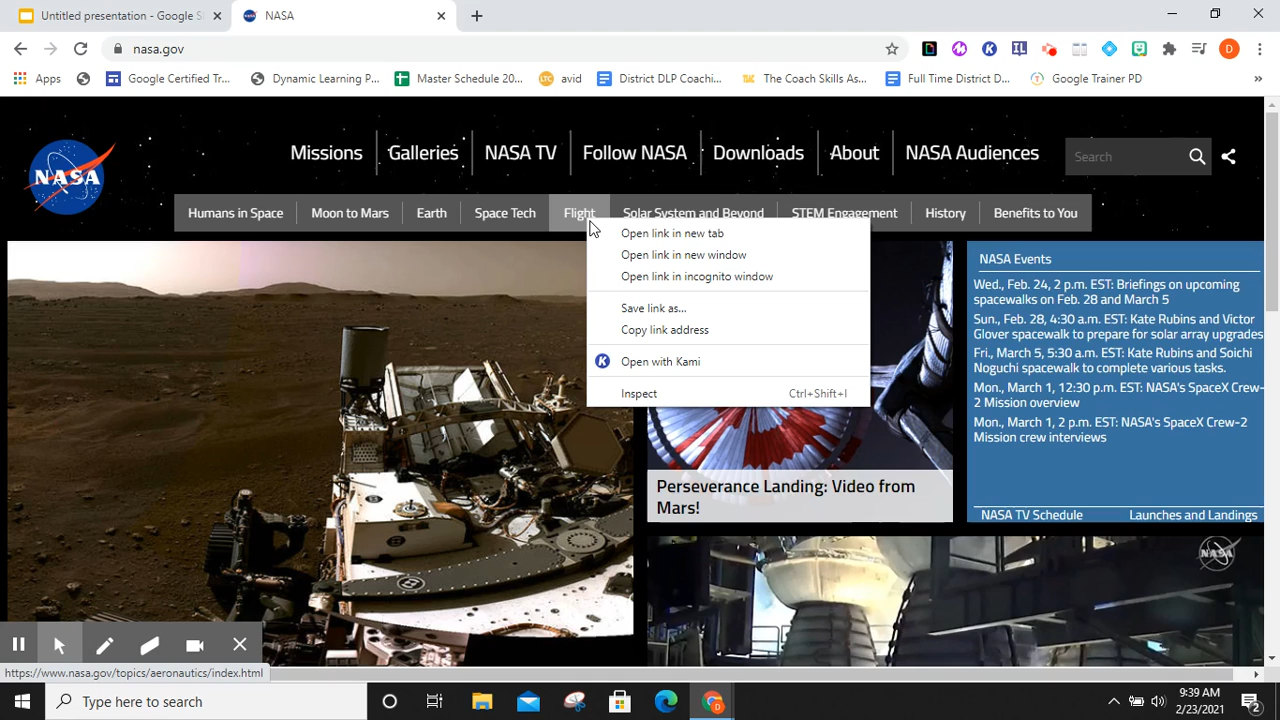 Untitled presentation - Google S
NASA
nasa.gov
D
Apps
Google Certified Tr...
Dynamic Learning P...
Master Schedule 20...
LTC avid
District DLP Coachi...
The Coach Skills As...
Full Time District D...
Google Trainer PD
NASA
Missions
Galleries
NASA TV
Follow NASA
Downloads
About
NASA Audiences
Search
Humans in Space
Moon to Mars
Earth
Space Tech
Flight
Solar System and Beyond
STEM Engagement
History
Benefits to You
Open link in new tab
Open link in new window
Open link in incognito window
Save link as...
Copy link address
K Open with Kami
Inspect Ctrl+Shift+I
Perseverance Landing: Video from
Mars!
NASA Events
Wed., Feb. 24, 2 p.m. EST: Briefings on upcoming
spacewalks on Feb. 28 and March 5
Sun., Feb. 28, 4:30 a.m. EST: Kate Rubins and Victor
Glover spacewalk to prepare for solar array upgrades
Fri., March 5, 5:30 a.m. EST: Kate Rubins and Soichi
Noguchi spacewalk to complete various tasks.
Mon., March 1, 12:30 p.m. EST: NASA's SpaceX Crew-
2 Mission overview
Mon., March 1, 2 p.m. EST: NASA's SpaceX Crew-2
Mission crew interviews
NASA TV Schedule
Launches and Landings
NASA
https://www.nasa.gov/topics/aeronautics/index.html
Type here to search
D
9:39 AM
2/23/2021
2